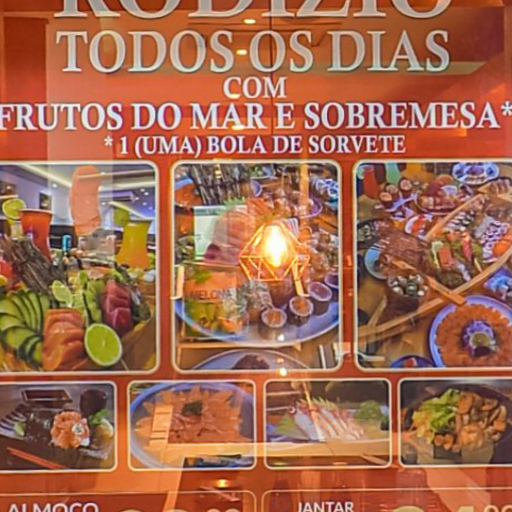 RODÍZIO
TODOS OS DIAS
COM
FRUTOS DO MAR E SOBREMESA*
* 1 (UMA) BOLA DE SORVETE
ALMOÇO
JANTAR